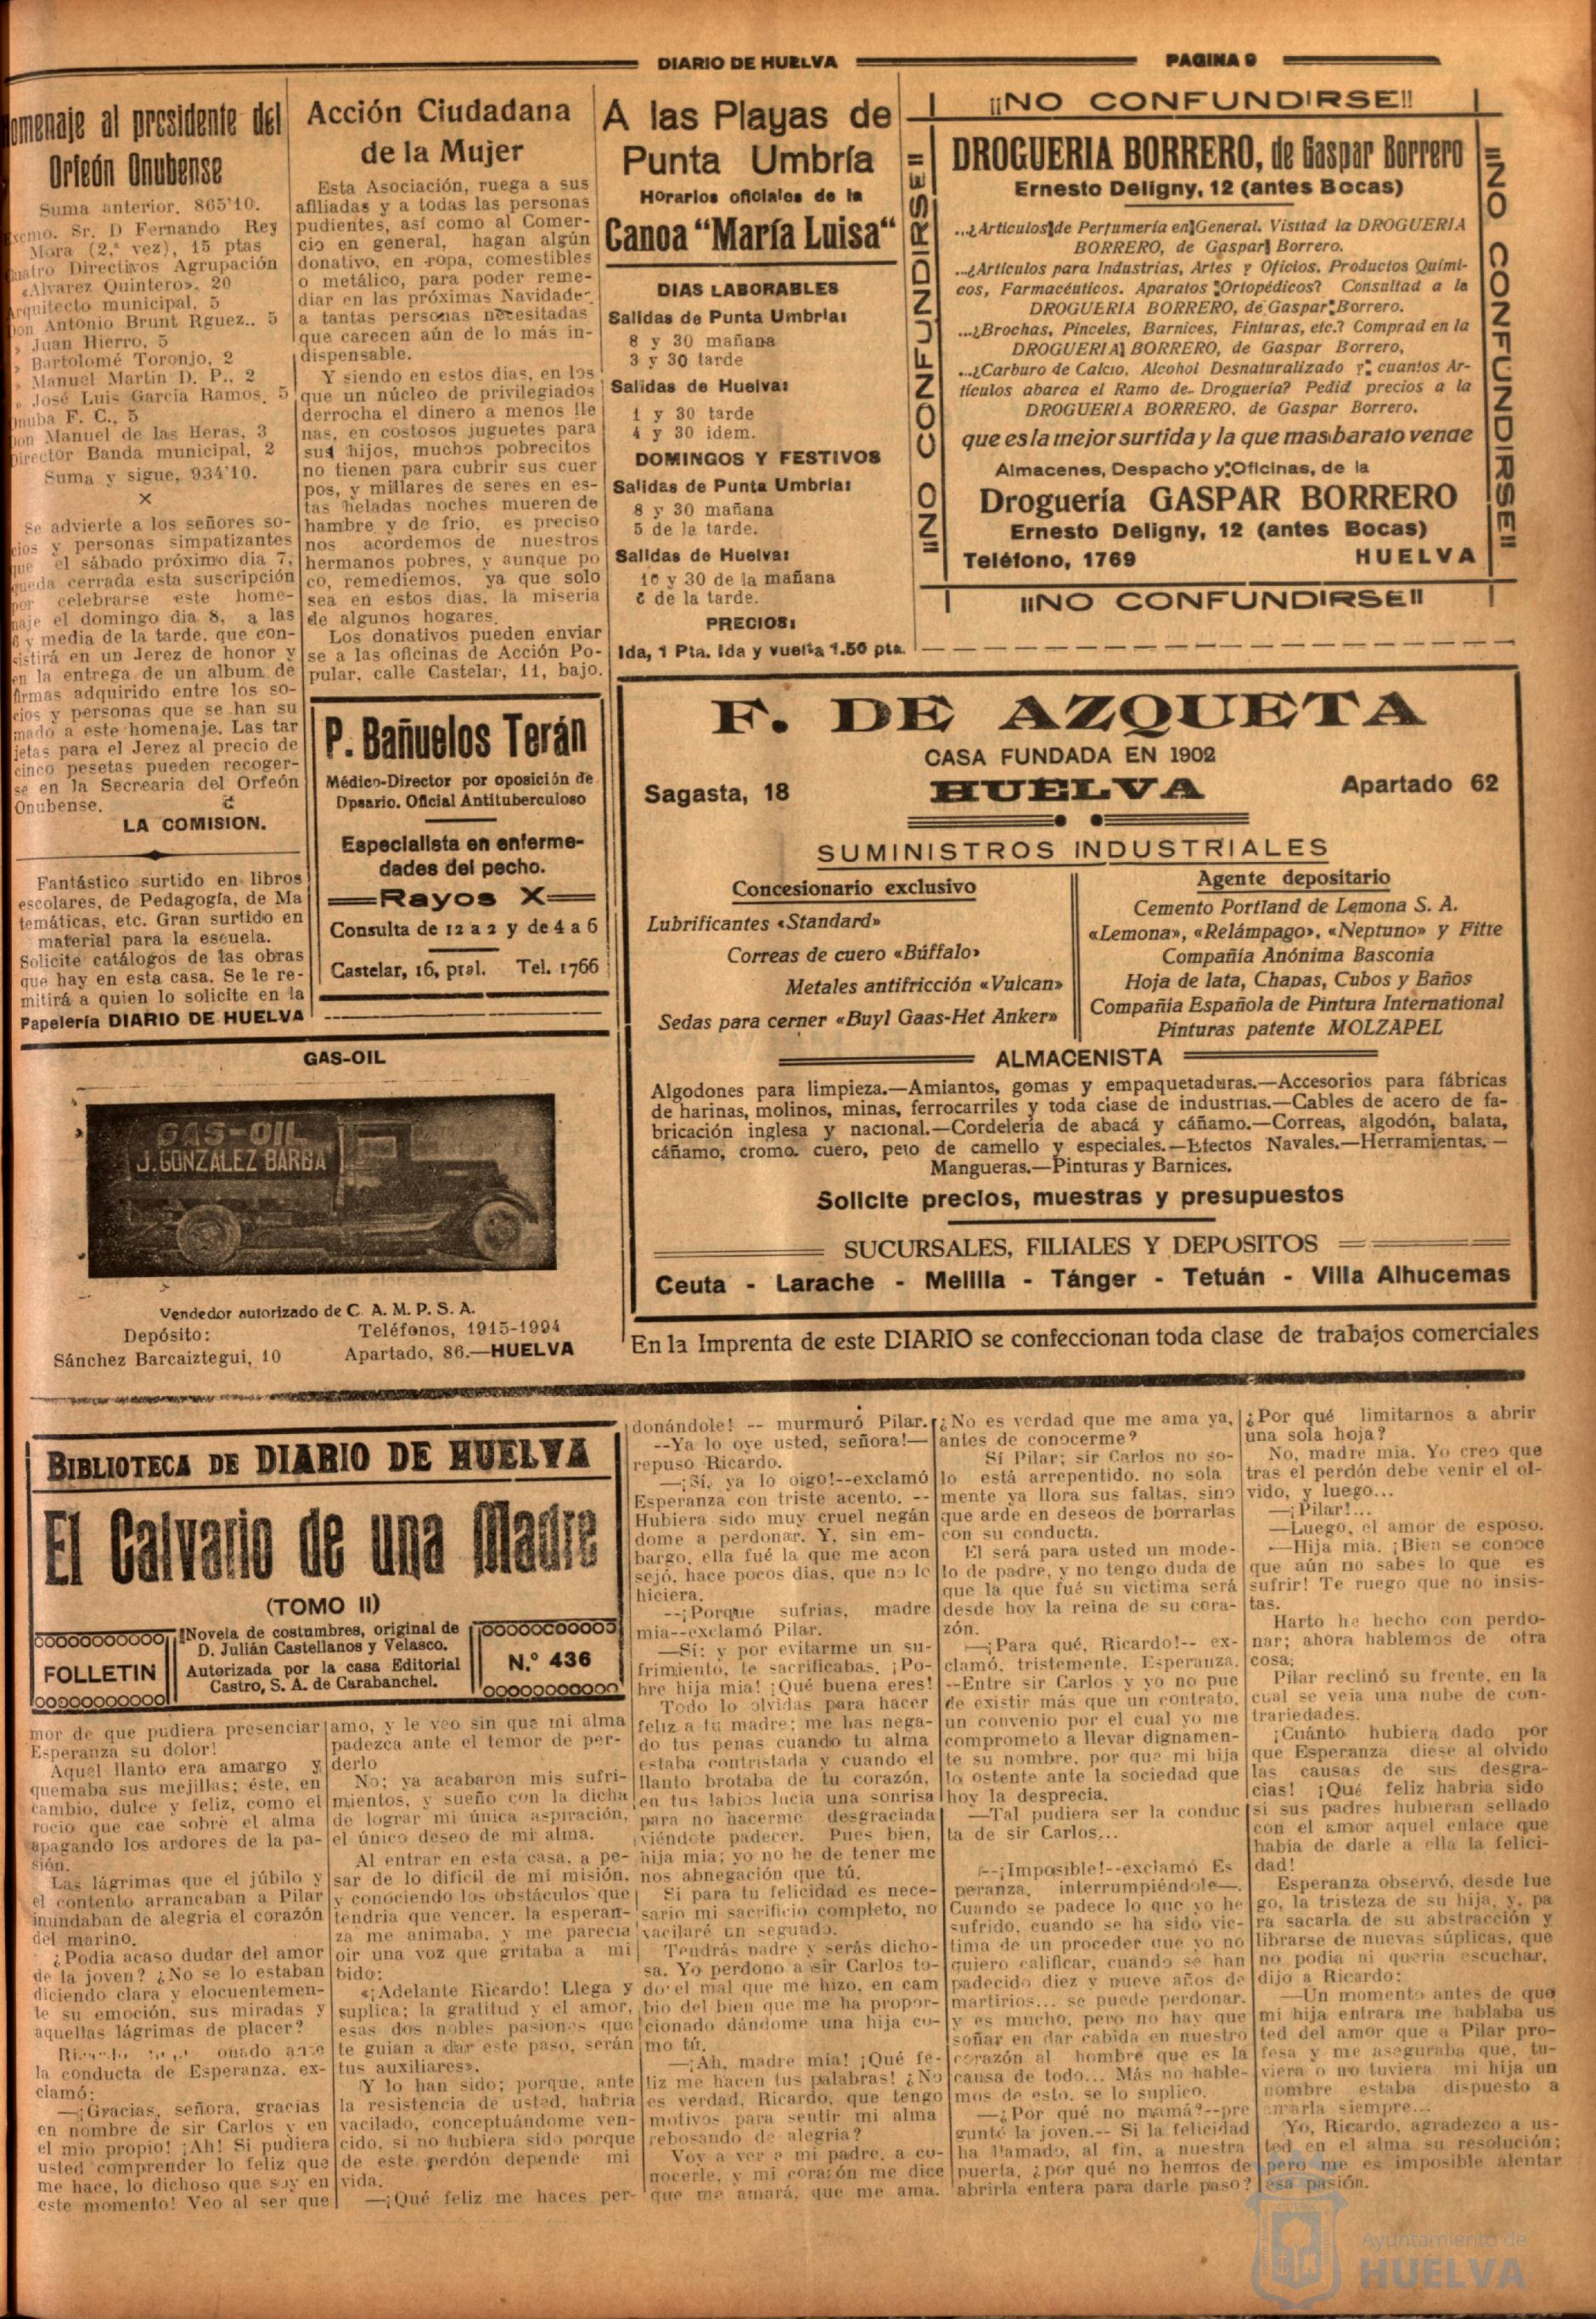 DIARIO DE HUELVA
PAGINA 9
omenaje al presidente del
Orfeón Onubense
Suma anterior. 865'10.
xcmo. Sr. D Fernando Rey
Mora (2.ª vez), 15 ptas
uatro Directivos Agrupación
«Alvarez Quintero». 20
rquitecto municipal. 5
on Antonio Brunt Rguez.. 5
» Juan Hierro, 5
» Bartolomé Toronjo. 2
» Manuel Martin D. P., 2
» José Luis Garcia Ramos. 5
nuba F. C., 5
on Manuel de las Heras, 3
irector Banda municipal, 2
Suma y sigue, 934'10.
×
Se advierte a los señores so-
cios y personas simpatizantes
que el sábado próximo dia 7,
queda cerrada esta suscripción
por celebrarse este home-
naje el domingo dia 8, a las
6 y media de la tarde, que con-
sistirá en un Jerez de honor y
en la entrega de un album de
firmas adquirido entre los so-
cios y personas que se han su
mado a este homenaje. Las tar
jetas para el Jerez al precio de
cinco pesetas pueden recoger-
se en la Secrearia del Orfeón
Onubense.
LA COMISION.
Fantástico surtido en libros
escolares, de Pedagogía, de Ma
temáticas, etc. Gran surtido en
material para la escuela.
Solicite catálogos de las obras
que hay en esta casa. Se le re-
mitirá a quien lo solicite en la
Papelería DIARIO DE HUELVA
Acción Ciudadana
de la Mujer
Esta Asociación, ruega a sus
afiliadas y a todas las personas
pudientes, así como al Comer-
cio en general, hagan algún
donativo, en ropa, comestibles
o metálico, para poder reme-
diar en las próximas Navidade-
a tantas personas necesitadas
que carecen aún de lo más in-
dispensable.
Y siendo en estos dias, en los
que un núcleo de privilegiados
derrocha el dinero a menos lle
nas, en costosos juguetes para
sus hijos, muchos pobrecitos
no tienen para cubrir sus cuer
pos, y millares de seres en es-
tas heladas noches mueren de
hambre y de frio, es preciso
nos acordemos de nuestros
hermanos pobres, y aunque po
co, remediemos, ya que solo
sea en estos dias, la miseria
de algunos hogares.
Los donativos pueden enviar
se a las oficinas de Acción Po-
pular, calle Castelar, 11, bajo.
P. Bañuelos Terán
Médico-Director por oposición de
Dpsario. Oficial Antituberculoso
Especialista en enferme-
dades del pecho.
Rayos X
Consulta de 12 a 2 y de 4 a 6
Castelar, 16, pral. Tel. 1766
A las Playas de
Punta Umbría
Horarios oficiales de la
Canoa "María Luisa"
DIAS LABORABLES
Salidas de Punta Umbría:
8 y 30 mañana
3 y 30 tarde
Salidas de Huelva:
1 y 30 tarde
4 y 30 idem.
DOMINGOS Y FESTIVOS
Salidas de Punta Umbría:
8 y 30 mañana
5 de la tarde.
Salidas de Huelva:
10 y 30 de la mañana
6 de la tarde.
PRECIOS:
Ida, 1 Pta. Ida y vuelta 1.50 pta.
¡¡NO CONFUNDIRSE!!
¡¡NO CONFUNDIRSE!!
¡¡NO CONFUNDIRSE!!
DROGUERIA BORRERO, de Gaspar Borrero
Ernesto Deligny, 12 (antes Bocas)
...¿Artículos de Perfumería en General. Visitad la DROGUERIA
BORRERO, de Gaspar Borrero.
...¿Artículos para Industrias, Artes y Oficios. Productos Quími-
cos, Farmacéuticos. Aparatos Ortopédicos? Consultad a la
DROGUERIA BORRERO, de Gaspar Borrero.
...¿Brochas, Pinceles, Barnices, Pinturas, etc.? Comprad en la
DROGUERIA BORRERO, de Gaspar Borrero,
...¿Carburo de Calcio, Alcohol Desnaturalizado y cuantos Ar-
tículos abarca el Ramo de Droguería? Pedid precios a la
DROGUERIA BORRERO, de Gaspar Borrero.
que es la mejor surtida y la que mas barato vende
Almacenes, Despacho y Oficinas, de la
Droguería GASPAR BORRERO
Ernesto Deligny, 12 (antes Bocas)
Teléfono, 1769 HUELVA
¡¡NO CONFUNDIRSE!!
F. DE AZQUETA
CASA FUNDADA EN 1902
Sagasta, 18 HUELVA Apartado 62
SUMINISTROS INDUSTRIALES
Concesionario exclusivo
Lubrificantes «Standard»
Correas de cuero «Búffalo»
Metales antifricción «Vulcan»
Sedas para cerner «Buyl Gaas-Het Anker»
Agente depositario
Cemento Portland de Lemona S. A.
«Lemona», «Relámpago», «Neptuno» y Fitte
Compañía Anónima Basconia
Hoja de lata, Chapas, Cubos y Baños
Compañía Española de Pintura International
Pinturas patente MOLZAPEL
ALMACENISTA
Algodones para limpieza.—Amiantos, gomas y empaquetaduras.—Accesorios para fábricas
de harinas, molinos, minas, ferrocarriles y toda clase de industrias.—Cables de acero de fa-
bricación inglesa y nacional.—Cordelería de abacá y cáñamo.—Correas, algodón, balata,
cáñamo, cromo, cuero, pelo de camello y especiales.—Efectos Navales.—Herramientas.—
Mangueras.—Pinturas y Barnices.
Solicite precios, muestras y presupuestos
SUCURSALES, FILIALES Y DEPOSITOS
Ceuta - Larache - Melilla - Tánger - Tetuán - Villa Alhucemas
En la Imprenta de este DIARIO se confeccionan toda clase de trabajos comerciales
GAS-OIL
GAS-OIL
J. GONZALEZ BARBA
Vendedor autorizado de C. A. M. P. S. A.
Depósito: Teléfonos, 1915-1994
Sánchez Barcaiztegui, 10 Apartado, 86.—HUELVA
BIBLIOTECA DE DIARIO DE HUELVA
El Calvario de una Madre
(TOMO II)
FOLLETIN
Novela de costumbres, original de
D. Julián Castellanos y Velasco.
Autorizada por la casa Editorial
Castro, S. A. de Carabanchel.
N.º 436
mor de que pudiera presenciar
Esperanza su dolor!
Aquel llanto era amargo y
quemaba sus mejillas; éste, en
cambio, dulce y feliz, como el
rocio que cae sobre el alma
apagando los ardores de la pa-
sión.
Las lágrimas que el júbilo y
el contento arrancaban a Pilar
inundaban de alegria el corazón
del marino.
¿Podia acaso dudar del amor
de la joven? ¿No se lo estaban
diciendo clara y elocuentemen-
te su emoción, sus miradas y
aquellas lágrimas de placer?
onado ante
la conducta de Esperanza, ex-
clamó:
—¡Gracias, señora, gracias
en nombre de sir Carlos y en
el mio propio! ¡Ah! Si pudiera
usted comprender lo feliz que
me hace, lo dichoso que soy en
este momento! Veo al ser que
amo, y le veo sin que mi alma
padezca ante el temor de per-
derlo
No; ya acabaron mis sufri-
mientos, y sueño con la dicha
de lograr mi única aspiración,
el único deseo de mi alma.
Al entrar en esta casa, a pe-
sar de lo dificil de mi misión,
y conociendo los obstáculos que
tendria que vencer, la esperan-
za me animaba, y me parecia
oir una voz que gritaba a mi
bido:
«¡Adelante Ricardo! Llega y
suplica; la gratitud y el amor,
esas dos nobles pasiones que
te guian a dar este paso, serán
tus auxiliares».
Y lo han sido; porque, ante
la resistencia de usted, habria
vacilado, conceptuándome ven-
cido, si no hubiera sido porque
de este perdón depende mi
vida.
—¡Qué feliz me haces per-
donándole! -- murmuró Pilar.
--Ya lo oye usted, señora!—
repuso Ricardo.
—¡Sí, ya lo oigo!--exclamó
Esperanza con triste acento. --
Hubiera sido muy cruel negán
dome a perdonar. Y, sin em-
bargo, ella fué la que me acon
sejó, hace pocos dias, que no lo
hiciera.
--¡Porque sufrias, madre
mia--exclamó Pilar.
—Sí; y por evitarme un su-
frimiento, te sacrificabas. ¡Po-
bre hija mia! ¡Qué buena eres!
Todo lo olvidas para hacer
feliz a tu madre; me has nega-
do tus penas cuando tu alma
estaba contristada y cuando el
llanto brotaba de tu corazón,
en tus labios lucia una sonrisa
para no hacerme desgraciada
viéndote padecer. Pues bien,
hija mia; yo no he de tener me
nos abnegación que tú.
Si para tu felicidad es nece-
sario mi sacrificio completo, no
vacilaré un segundo.
Tendrás padre y serás dicho-
sa. Yo perdono a sir Carlos to-
do el mal que me hizo, en cam
bio del bien que me ha propor-
cionado dándome una hija co-
mo tú.
—¡Ah, madre mia! ¡Qué fe-
liz me hacen tus palabras! ¿No
es verdad, Ricardo, que tengo
motivos para sentir mi alma
rebosando de alegria?
Voy a ver a mi padre, a co-
nocerle, y mi corazón me dice
que me amará, que me ama.
¿No es verdad que me ama ya,
antes de conocerme?
Sí Pilar; sir Carlos no so-
lo está arrepentido, no sola
mente ya llora sus faltas, sino
que arde en deseos de borrarlas
con su conducta.
El será para usted un mode-
lo de padre, y no tengo duda de
que la que fué su victima será
desde hoy la reina de su cora-
zón.
—¡Para qué, Ricardo!-- ex-
clamó, tristemente, Esperanza.
--Entre sir Carlos y yo no pue
de existir más que un contrato,
un convenio por el cual yo me
comprometo a llevar dignamen-
te su nombre, por que mi hija
lo ostente ante la sociedad que
hoy la desprecia.
—Tal pudiera ser la conduc
ta de sir Carlos...
--¡Imposible!--exclamó Es
peranza, interrumpiéndole—.
Cuando se padece lo que yo he
sufrido, cuando se ha sido vic-
tima de un proceder que yo no
quiero calificar, cuando se han
padecido diez y nueve años de
martirios... se puede perdonar.
y es mucho, pero no hay que
soñar en dar cabida en nuestro
corazón al hombre que es la
causa de todo... Más no hable-
mos de esto, se lo suplico.
—¿Por qué no mamá?--pre
guntó la joven.-- Si la felicidad
ha llamado, al fin, a nuestra
puerta, ¿por qué no hemos de
abrirla entera para darle paso?
¿Por qué limitarnos a abrir
una sola hoja?
No, madre mia. Yo creo que
tras el perdón debe venir el ol-
vido, y luego...
—¡Pilar!...
—Luego, el amor de esposo.
—Hija mia. ¡Bien se conoce
que aún no sabes lo que es
sufrir! Te ruego que no insis-
tas.
Harto he hecho con perdo-
nar; ahora hablemos de otra
cosa.
Pilar reclinó su frente, en la
cual se veia una nube de con-
trariedades.
¡Cuánto hubiera dado por
que Esperanza diese al olvido
las causas de sus desgra-
cias! ¡Qué feliz habria sido
si sus padres hubieran sellado
con el amor aquel enlace que
habia de darle a ella la felici-
dad!
Esperanza observó, desde lue
go, la tristeza de su hija, y, pa
ra sacarla de su abstracción y
librarse de nuevas súplicas, que
no podia ni queria escuchar,
dijo a Ricardo:
—Un momento antes de que
mi hija entrara me hablaba us
ted del amor que a Pilar pro-
fesa y me aseguraba que, tu-
viera o no tuviera mi hija un
nombre estaba dispuesto a
amarla siempre...
Yo, Ricardo, agradezco a us-
ted en el alma su resolución;
pero me es imposible alentar
esa pasión.
Ayuntamiento de
HUELVA